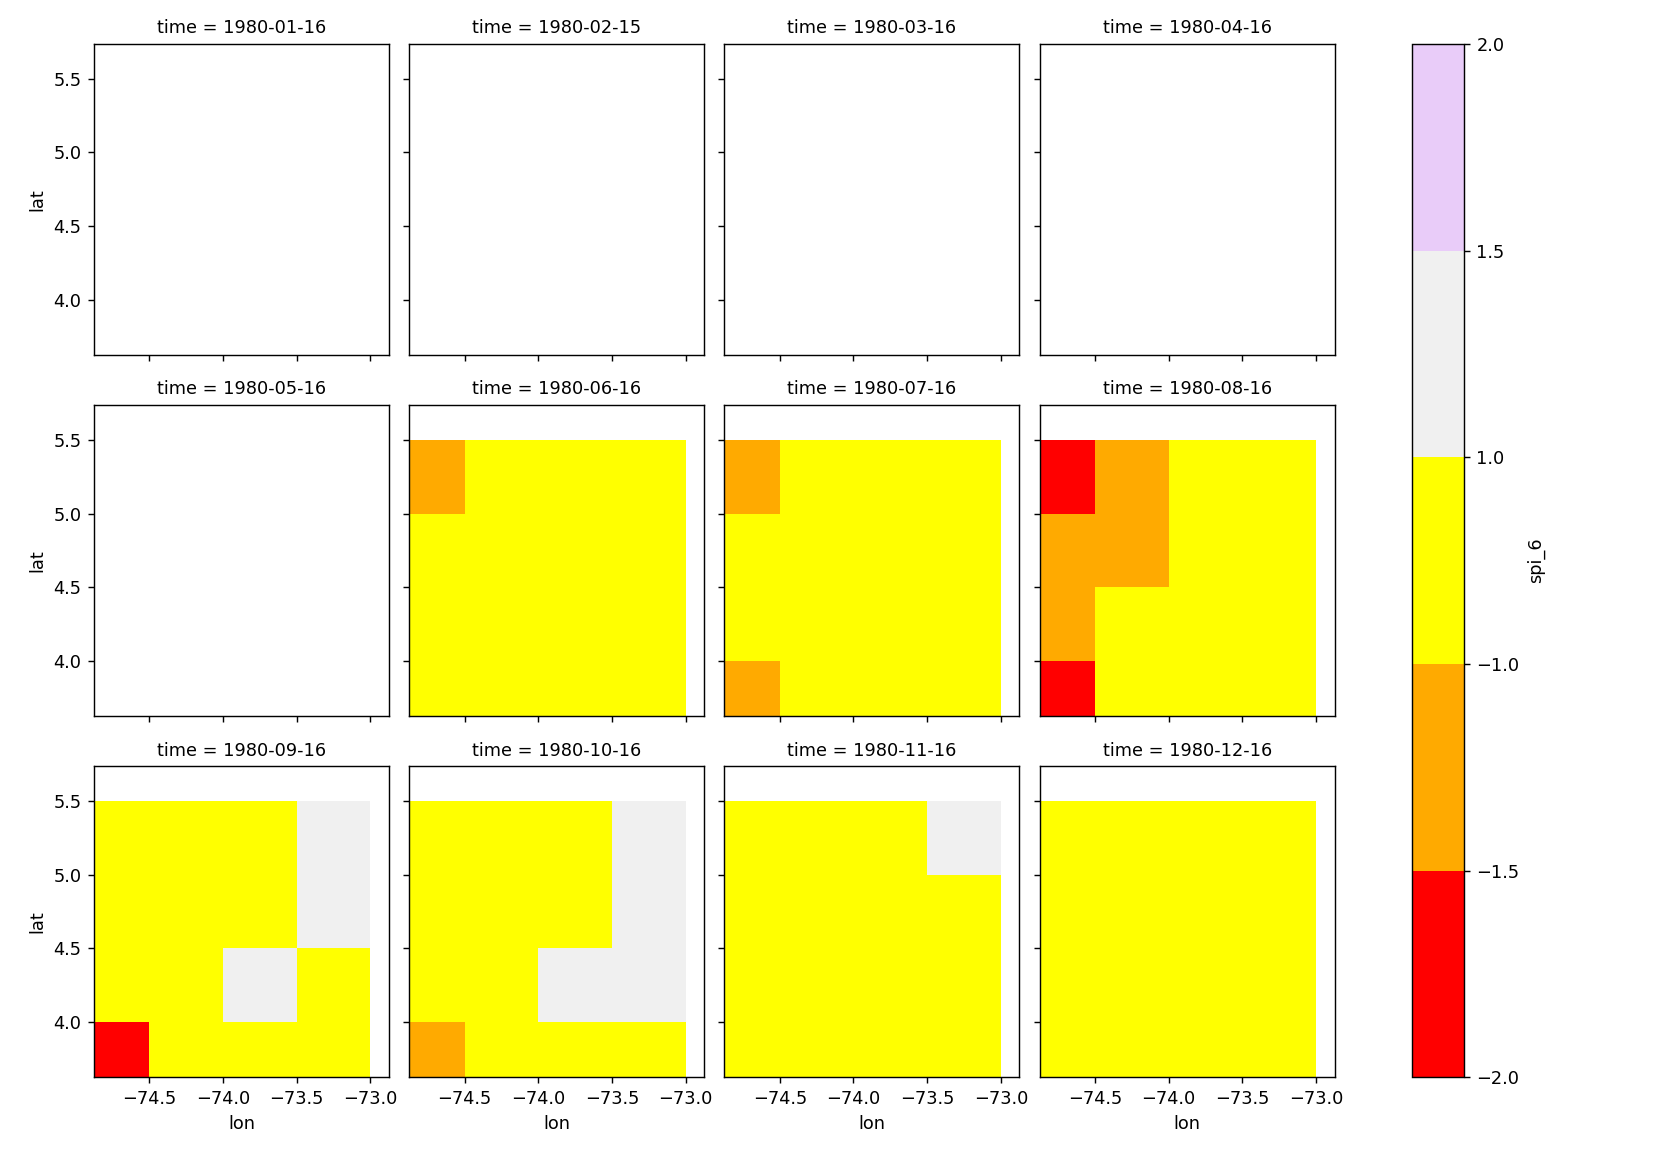 time = 1980-01-16
time = 1980-02-15
time = 1980-03-16
time = 1980-04-16
5.5
5.0
4.5
4.0
lat
time = 1980-05-16
time = 1980-06-16
time = 1980-07-16
time = 1980-08-16
5.5
5.0
4.5
4.0
lat
time = 1980-09-16
time = 1980-10-16
time = 1980-11-16
time = 1980-12-16
5.5
5.0
4.5
4.0
lat
−74.5 −74.0 −73.5 −73.0
lon
−74.5 −74.0 −73.5 −73.0
lon
−74.5 −74.0 −73.5 −73.0
lon
−74.5 −74.0 −73.5 −73.0
lon
2.0
1.5
1.0
−1.0
−1.5
−2.0
spi_6